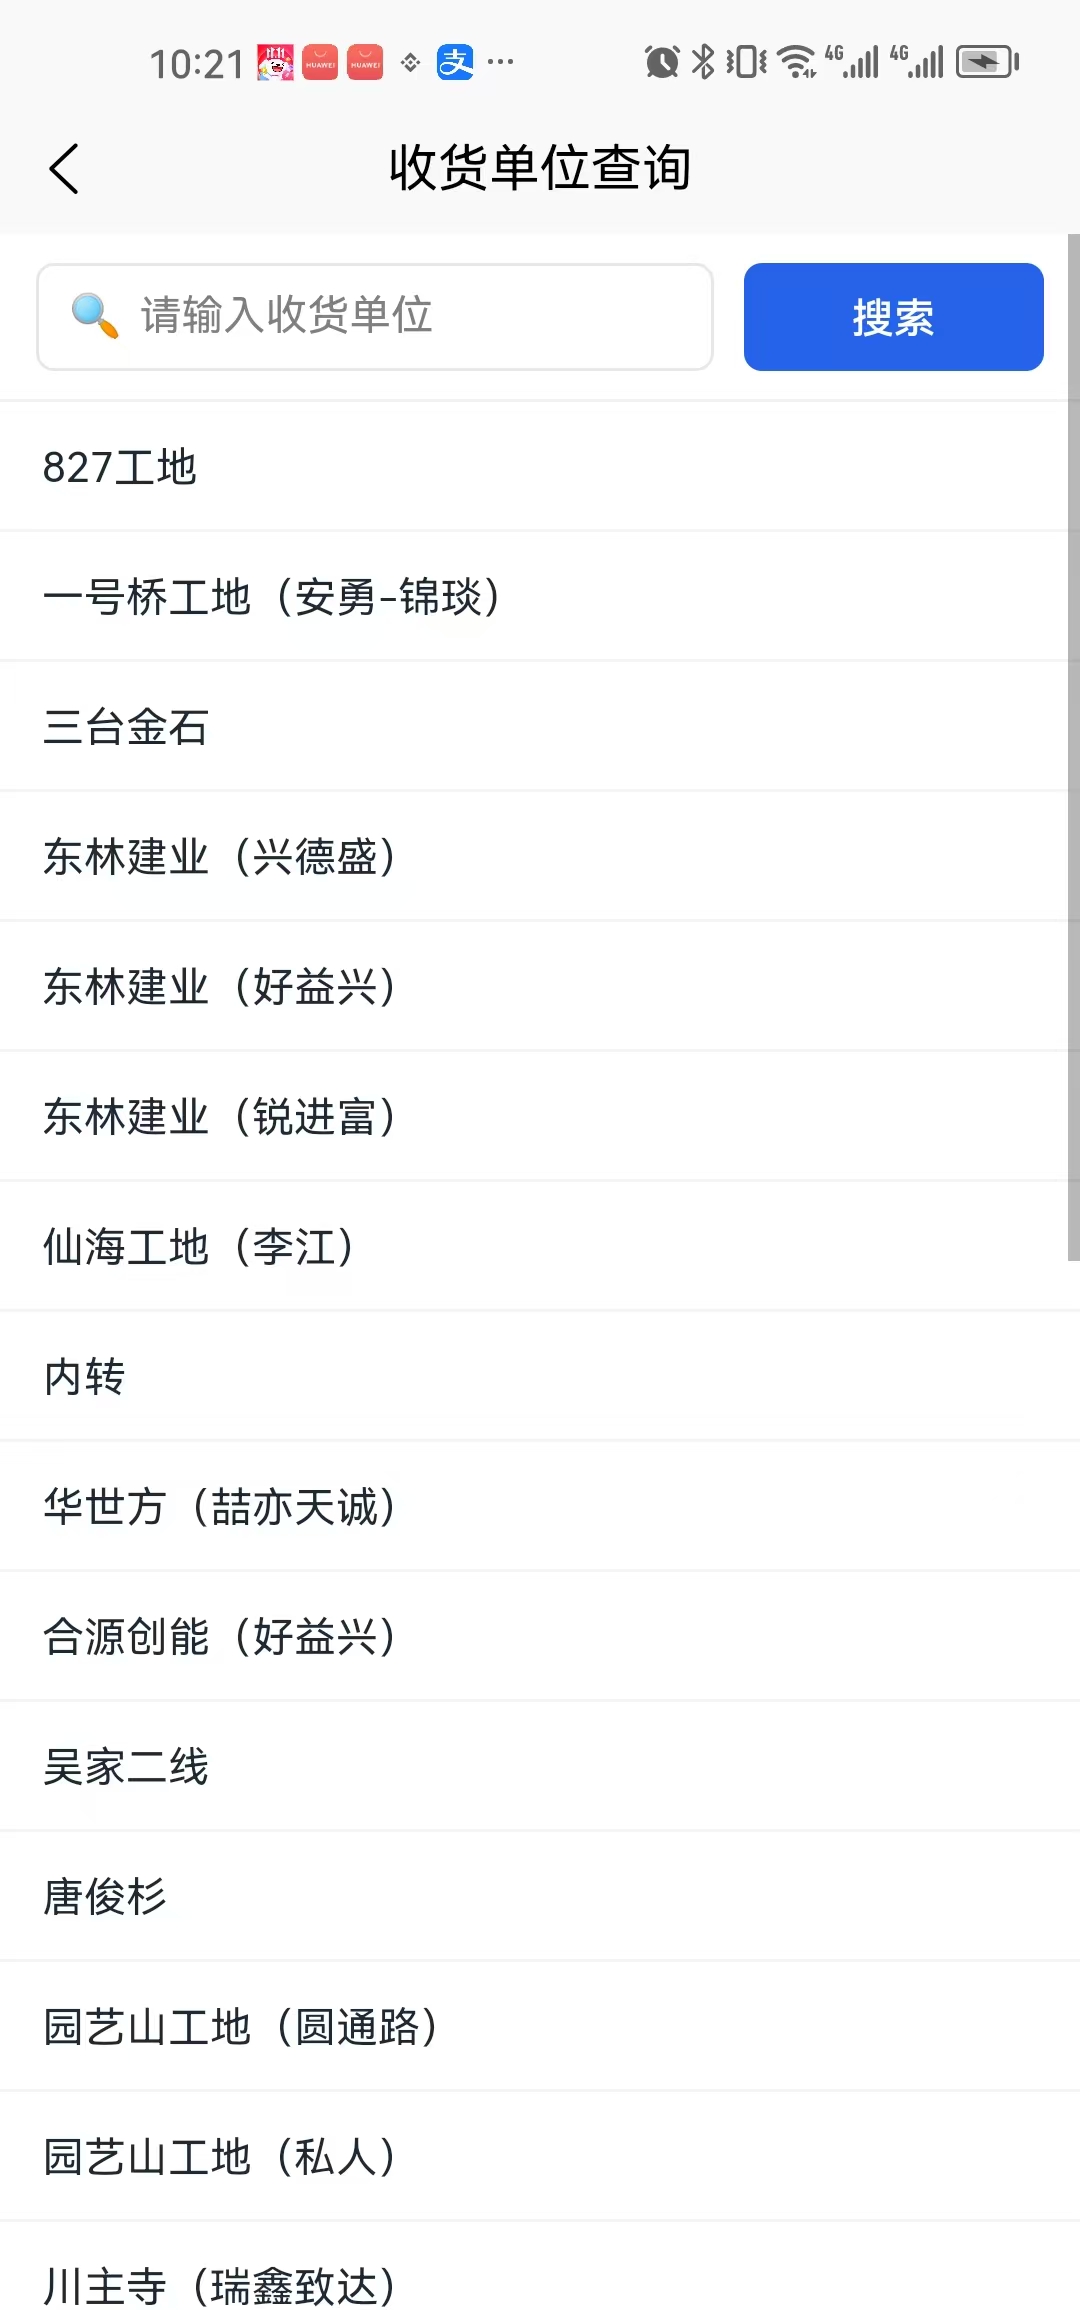 10:21 HUAWEI HUAWEI 支 ... 4G 4G
收货单位查询
请输入收货单位 搜索
827工地
一号桥工地（安勇-锦琰）
三台金石
东林建业（兴德盛）
东林建业（好益兴）
东林建业（锐进富）
仙海工地（李江）
内转
华世方（喆亦天诚）
合源创能（好益兴）
吴家二线
唐俊杉
园艺山工地（圆通路）
园艺山工地（私人）
川主寺（瑞鑫致达）